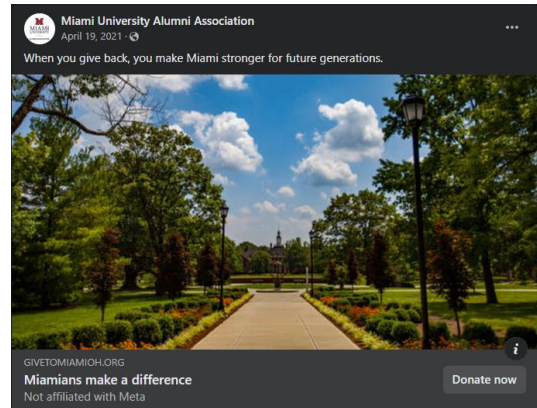 MIAMI
Miami University Alumni Association
April 19, 2021 ·
When you give back, you make Miami stronger for future generations.
GIVETOMIAMIOH.ORG
Miamians make a difference
Not affiliated with Meta
Donate now
i